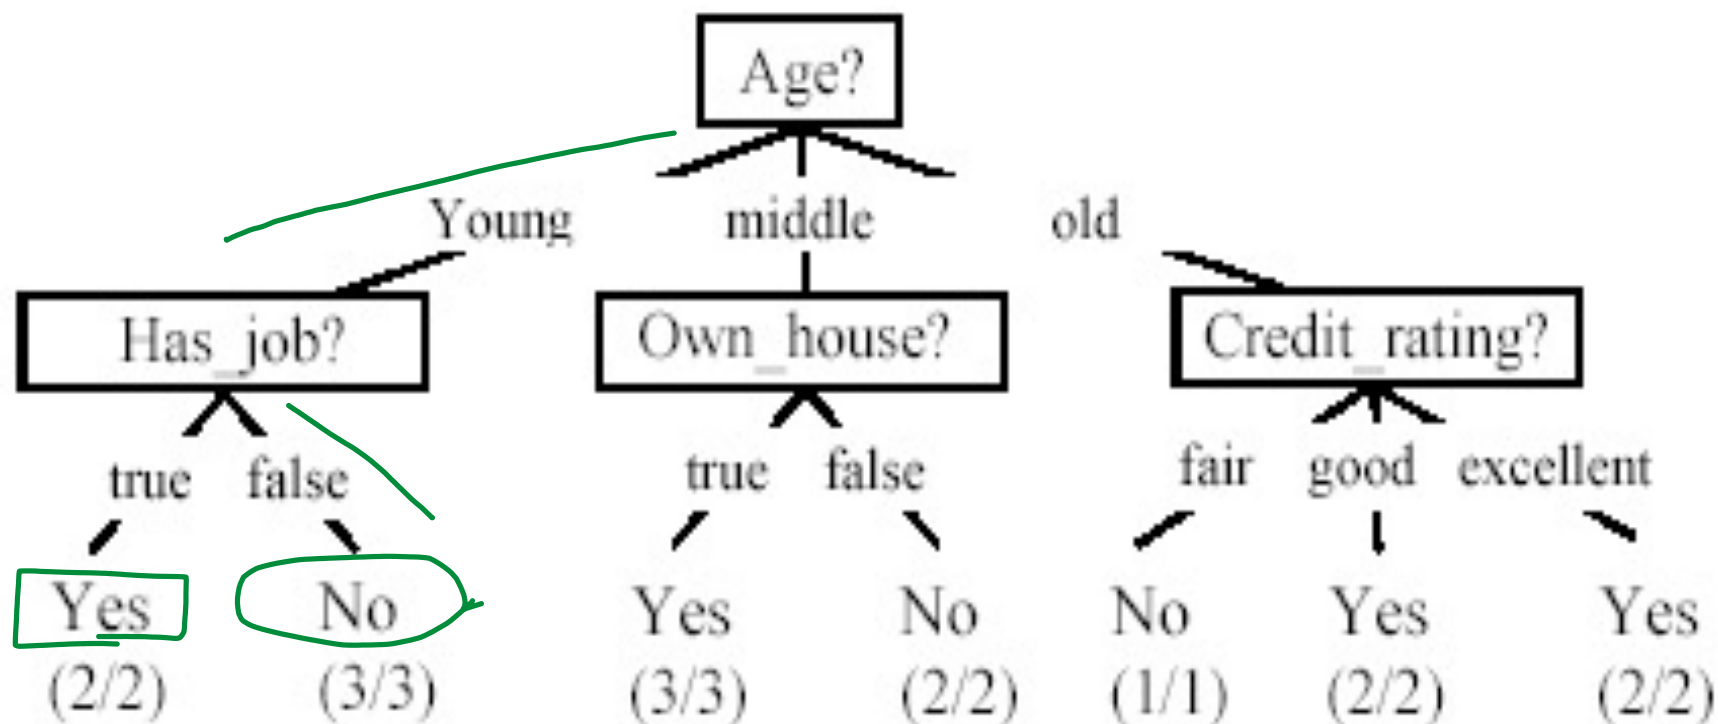 Age?
Young middle old
Has_job? Own_house? Credit_rating?
true false true false fair good excellent
Yes No Yes No No Yes Yes
(2/2) (3/3) (3/3) (2/2) (1/1) (2/2) (2/2)